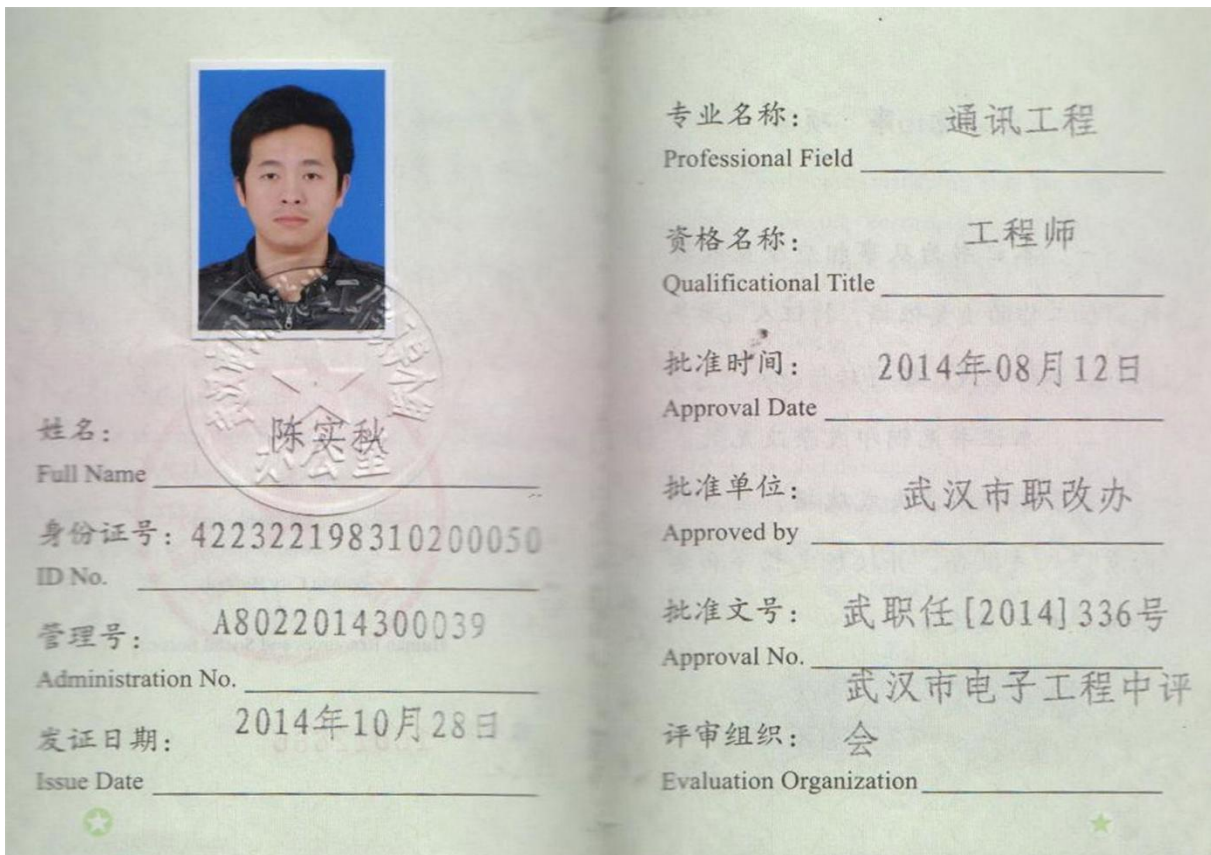 姓名：陈实秋
Full Name
身份证号：422322198310200050
ID No.
管理号：A8022014300039
Administration No.
发证日期：2014年10月28日
Issue Date
专业名称：通讯工程
Professional Field
资格名称：工程师
Qualificational Title
批准时间：2014年08月12日
Approval Date
批准单位：武汉市职改办
Approved by
批准文号：武职任[2014]336号
Approval No.
武汉市电子工程中评
评审组织：会
Evaluation Organization